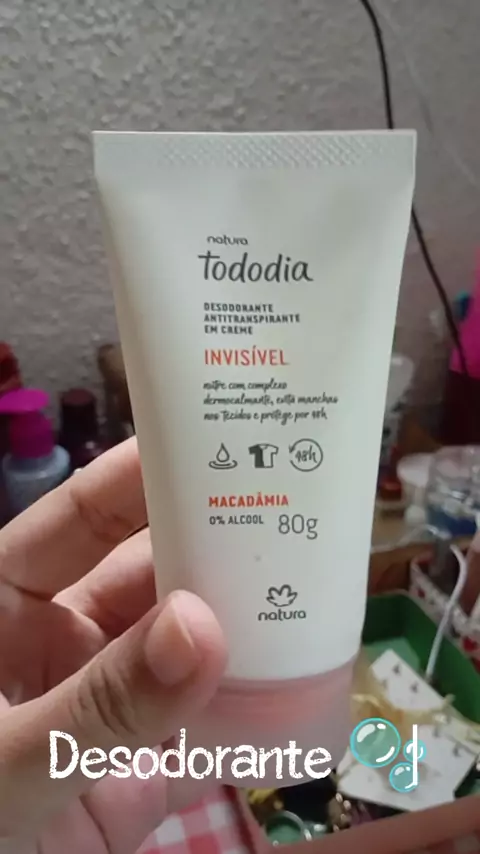 natura
Tododia
DESODORANTE
ANTITRANSPIRANTE
EM CREME
INVISÍVEL
nutre com complexo
dermocalmante, evita manchas
nos tecidos e protege por 48h
48h
MACADÂMIA
0% ALCOOL 80g
natura
Desodorante